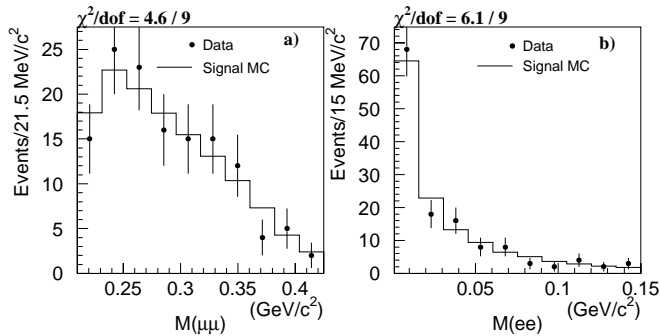 χ²/dof = 4.6 / 9
a)
Data
Signal MC
Events/21.5 MeV/c²
25
20
15
10
5
0
0.25 0.3 0.35 0.4
(GeV/c²)
M(μμ)
χ²/dof = 6.1 / 9
b)
Data
Signal MC
Events/15 MeV/c²
70
60
50
40
30
20
10
0
0.05 0.1 0.15
(GeV/c²)
M(ee)